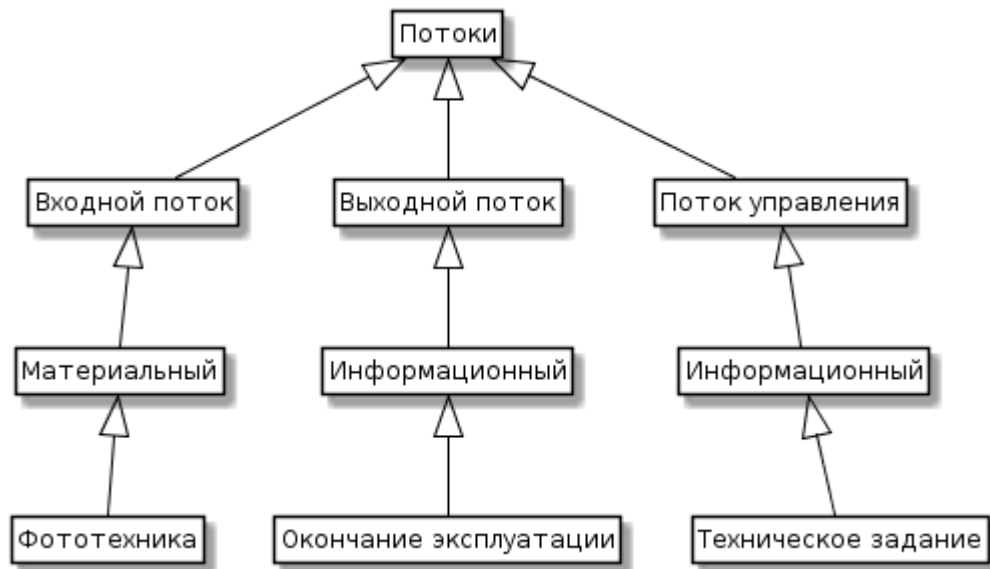 Потоки
Входной поток
Выходной поток
Поток управления
Материальный
Информационный
Информационный
Фототехника
Окончание эксплуатации
Техническое задание